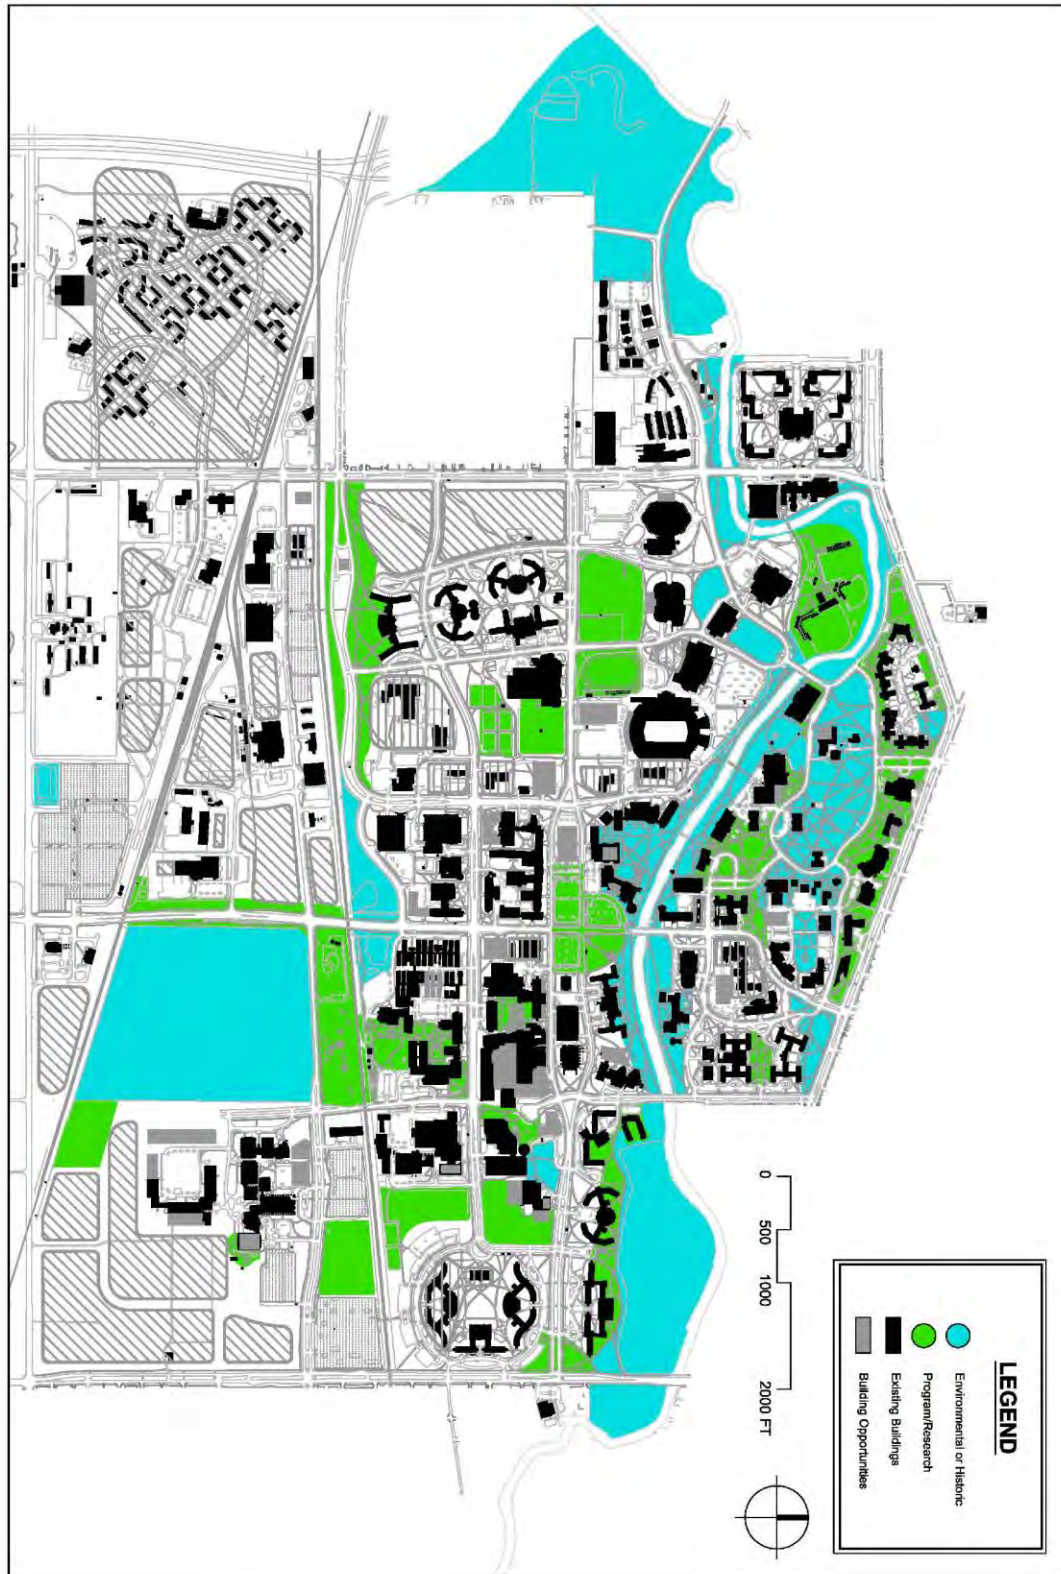 LEGEND
Environmental or Historic
Program/Research
Existing Buildings
Building Opportunities
0
500
1000
2000 FT